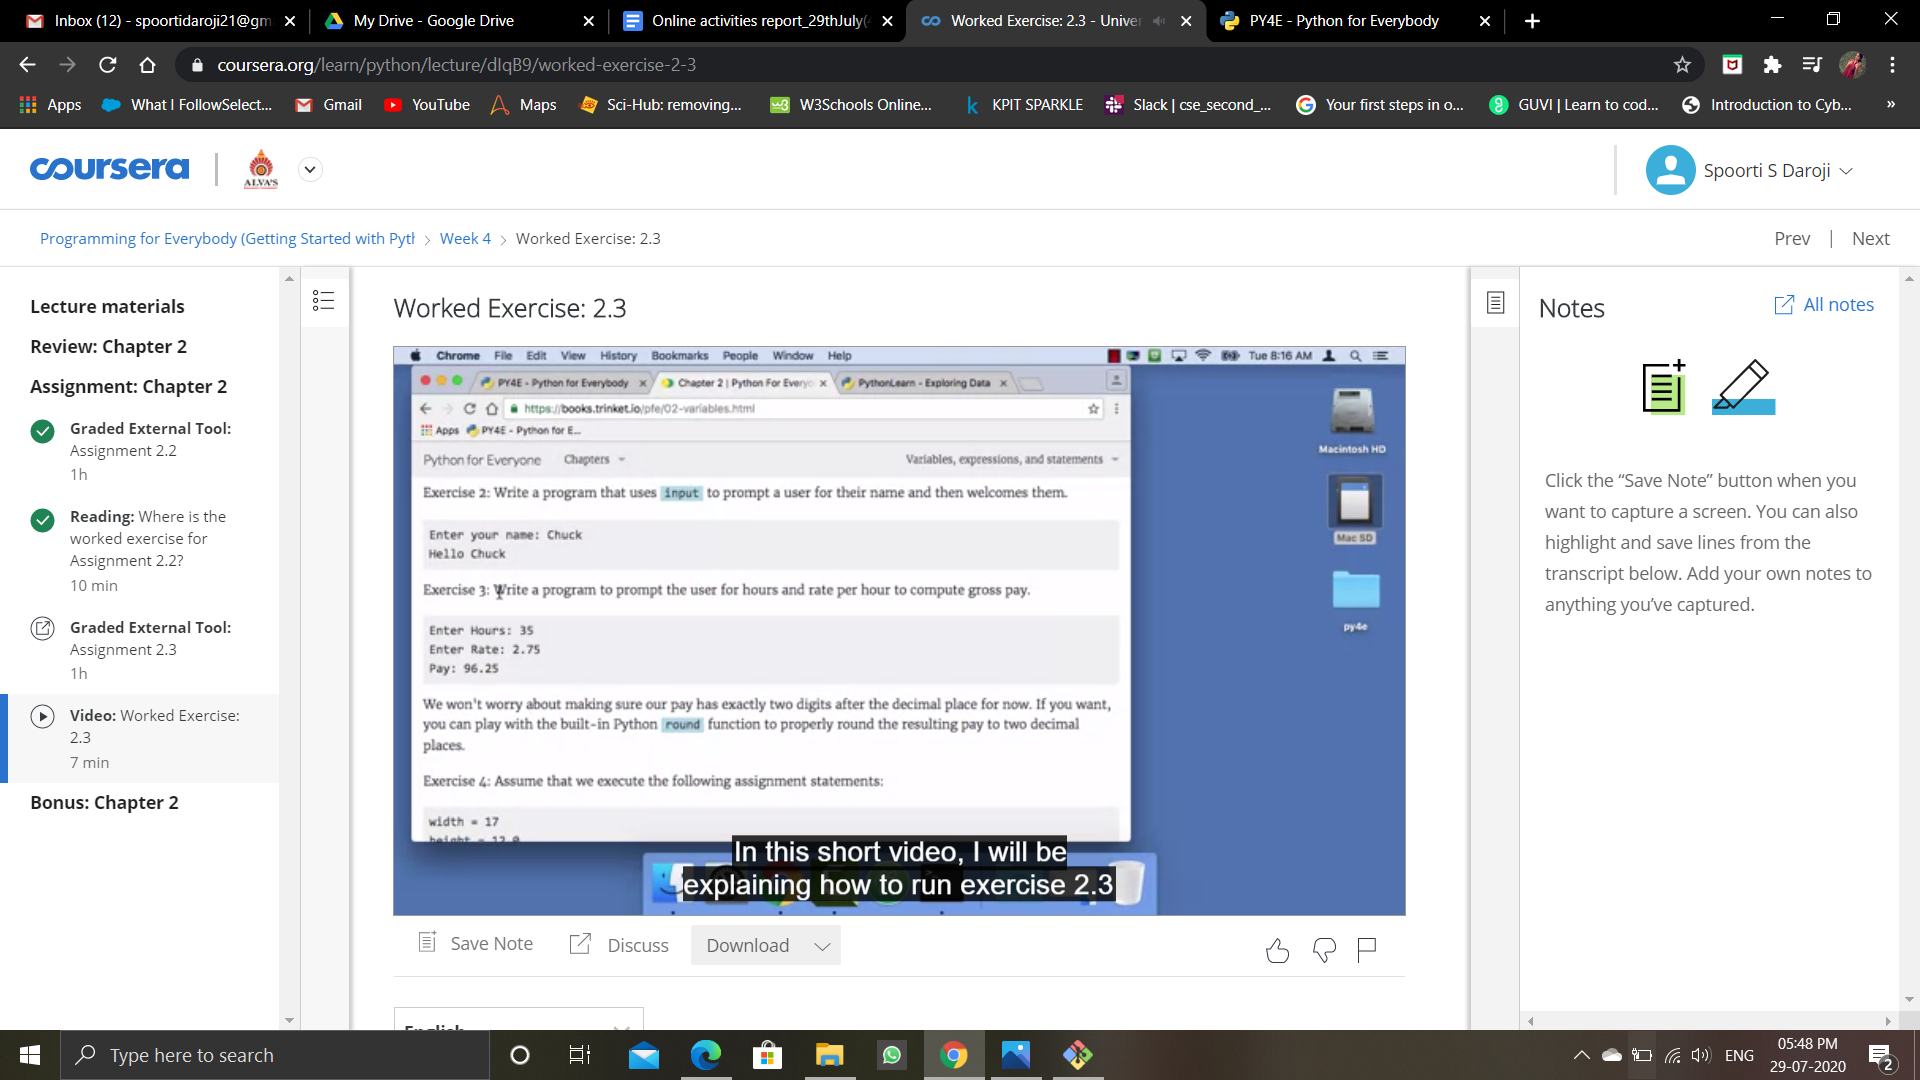 Inbox (12) - spoortidaroji21@gm
My Drive - Google Drive
Online activities report_29thJuly(
Worked Exercise: 2.3 - Univer
PY4E - Python for Everybody
coursera.org/learn/python/lecture/dIqB9/worked-exercise-2-3
Apps
What I FollowSelect...
Gmail
YouTube
Maps
Sci-Hub: removing...
W3Schools Online...
KPIT SPARKLE
Slack | cse_second_...
Your first steps in o...
GUVI | Learn to cod...
Introduction to Cyb...
»
coursera
ALVA'S
Spoorti S Daroji
Programming for Everybody (Getting Started with Pyth
Week 4
Worked Exercise: 2.3
Prev | Next
Lecture materials
Review: Chapter 2
Assignment: Chapter 2
Graded External Tool:
Assignment 2.2
1h
Reading: Where is the
worked exercise for
Assignment 2.2?
10 min
Graded External Tool:
Assignment 2.3
1h
Video: Worked Exercise:
2.3
7 min
Bonus: Chapter 2
Worked Exercise: 2.3
Chrome File Edit View History Bookmarks People Window Help
Tue 8:16 AM
PY4E - Python for Everybody
Chapter 2 | Python For Everyo
PythonLearn - Exploring Data
https://books.trinket.io/pfe/02-variables.html
Apps
PY4E - Python for E...
Python for Everyone
Chapters
Variables, expressions, and statements
Exercise 2: Write a program that uses input to prompt a user for their name and then welcomes them.
Enter your name: Chuck
Hello Chuck
Exercise 3: Write a program to prompt the user for hours and rate per hour to compute gross pay.
Enter Hours: 35
Enter Rate: 2.75
Pay: 96.25
We won't worry about making sure our pay has exactly two digits after the decimal place for now. If you want,
you can play with the built-in Python round function to properly round the resulting pay to two decimal
places.
Exercise 4: Assume that we execute the following assignment statements:
width = 17
height = 12.0
Macintosh HD
Mac SD
py4e
In this short video, I will be
explaining how to run exercise 2.3
Save Note
Discuss
Download
English
Notes
All notes
Click the “Save Note” button when you
want to capture a screen. You can also
highlight and save lines from the
transcript below. Add your own notes to
anything you’ve captured.
Type here to search
ENG
05:48 PM
29-07-2020
2